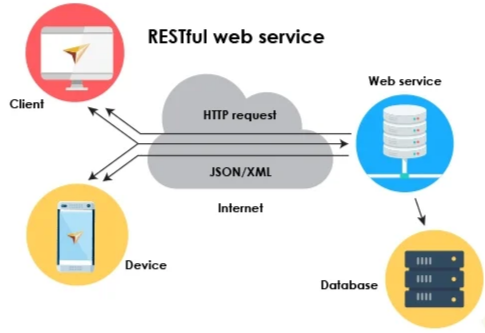 RESTful web service
Web service
Client
HTTP request
JSON/XML
Internet
Device
Database